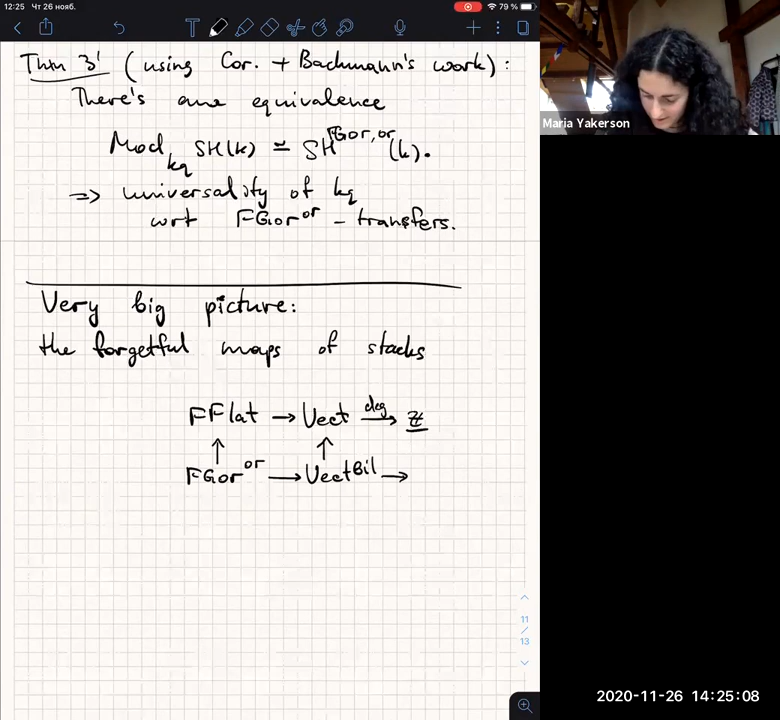 12:25 Чт 26 нояб.
79 %
Thm 3' (using Cor. + Bachmann's work):
There's an equivalence
Mod_kq SH(k) ≃ SH^FGor,or (k).
⇒ universality of kq
wrt FGor^or - transfers.
Very big picture:
the forgetful maps of stacks
FFlat → Vect deg→ Z
↑ ↑
FGor^or → VectBil →
Maria Yakerson
11
/
13
2020-11-26 14:25:08